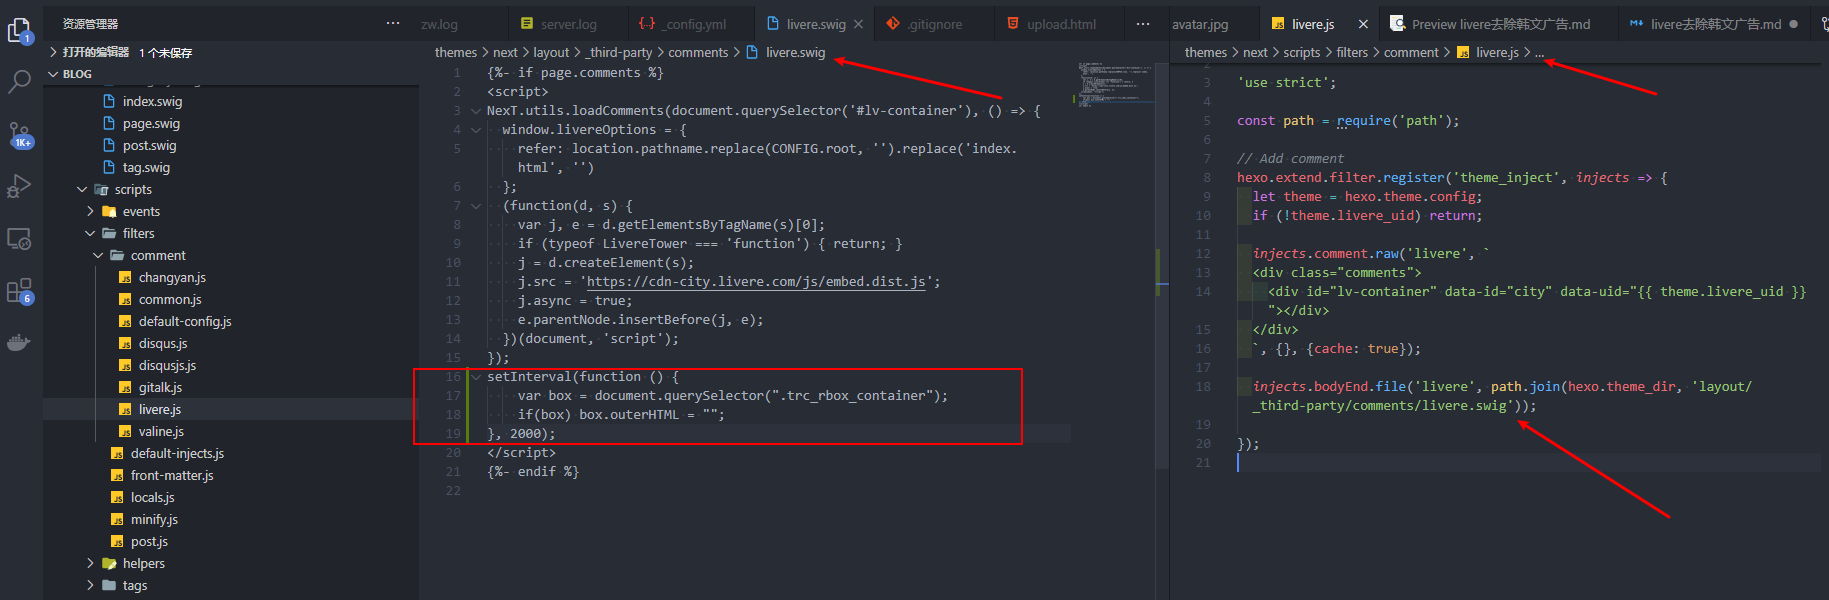 资源管理器
打开的编辑器 1 个未保存
BLOG
index.swig
page.swig
post.swig
tag.swig
scripts
events
filters
comment
changyan.js
common.js
default-config.js
disqus.js
disqusjs.js
gitalk.js
livere.js
valine.js
default-injects.js
front-matter.js
locals.js
minify.js
post.js
helpers
tags
1
1K+
6
zw.log server.log _config.yml livere.swig .gitignore upload.html
themes > next > layout > _third-party > comments > livere.swig
1 {%- if page.comments %}
2 <script>
3 NexT.utils.loadComments(document.querySelector('#lv-container'), () => {
4 window.livereOptions = {
5 refer: location.pathname.replace(CONFIG.root, '').replace('index.
html', '')
6 };
7 (function(d, s) {
8 var j, e = d.getElementsByTagName(s)[0];
9 if (typeof LivereTower === 'function') { return; }
10 j = d.createElement(s);
11 j.src = 'https://cdn-city.livere.com/js/embed.dist.js';
12 j.async = true;
13 e.parentNode.insertBefore(j, e);
14 })(document, 'script');
15 });
16 setInterval(function () {
17 var box = document.querySelector(".trc_rbox_container");
18 if(box) box.outerHTML = "";
19 }, 2000);
20 </script>
21 {%- endif %}
22
avatar.jpg livere.js Preview livere去除韩文广告.md livere去除韩文广告.md
themes > next > scripts > filters > comment > livere.js > ...
3 'use strict';
4
5 const path = require('path');
6
7 // Add comment
8 hexo.extend.filter.register('theme_inject', injects => {
9 let theme = hexo.theme.config;
10 if (!theme.livere_uid) return;
11
12 injects.comment.raw('livere', `
13 <div class="comments">
14 <div id="lv-container" data-id="city" data-uid="{{ theme.livere_uid }}
"></div>
15 </div>
16 `, {}, {cache: true});
17
18 injects.bodyEnd.file('livere', path.join(hexo.theme_dir, 'layout/
_third-party/comments/livere.swig'));
19
20 });
21